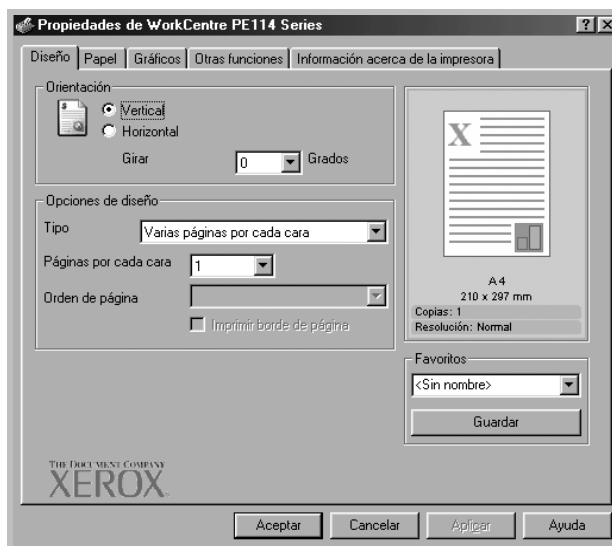 Propiedades de WorkCentre PE114 Series
Diseño Papel Gráficos Otras funciones Información acerca de la impresora
Orientación
Vertical
Horizontal
Girar 0 Grados
Opciones de diseño
Tipo Varias páginas por cada cara
Páginas por cada cara 1
Orden de página
Imprimir borde de página
X
A4
210 x 297 mm
Copias: 1
Resolución: Normal
Favoritos
<Sin nombre>
Guardar
THE DOCUMENT COMPANY
XEROX
Aceptar Cancelar Aplicar Ayuda